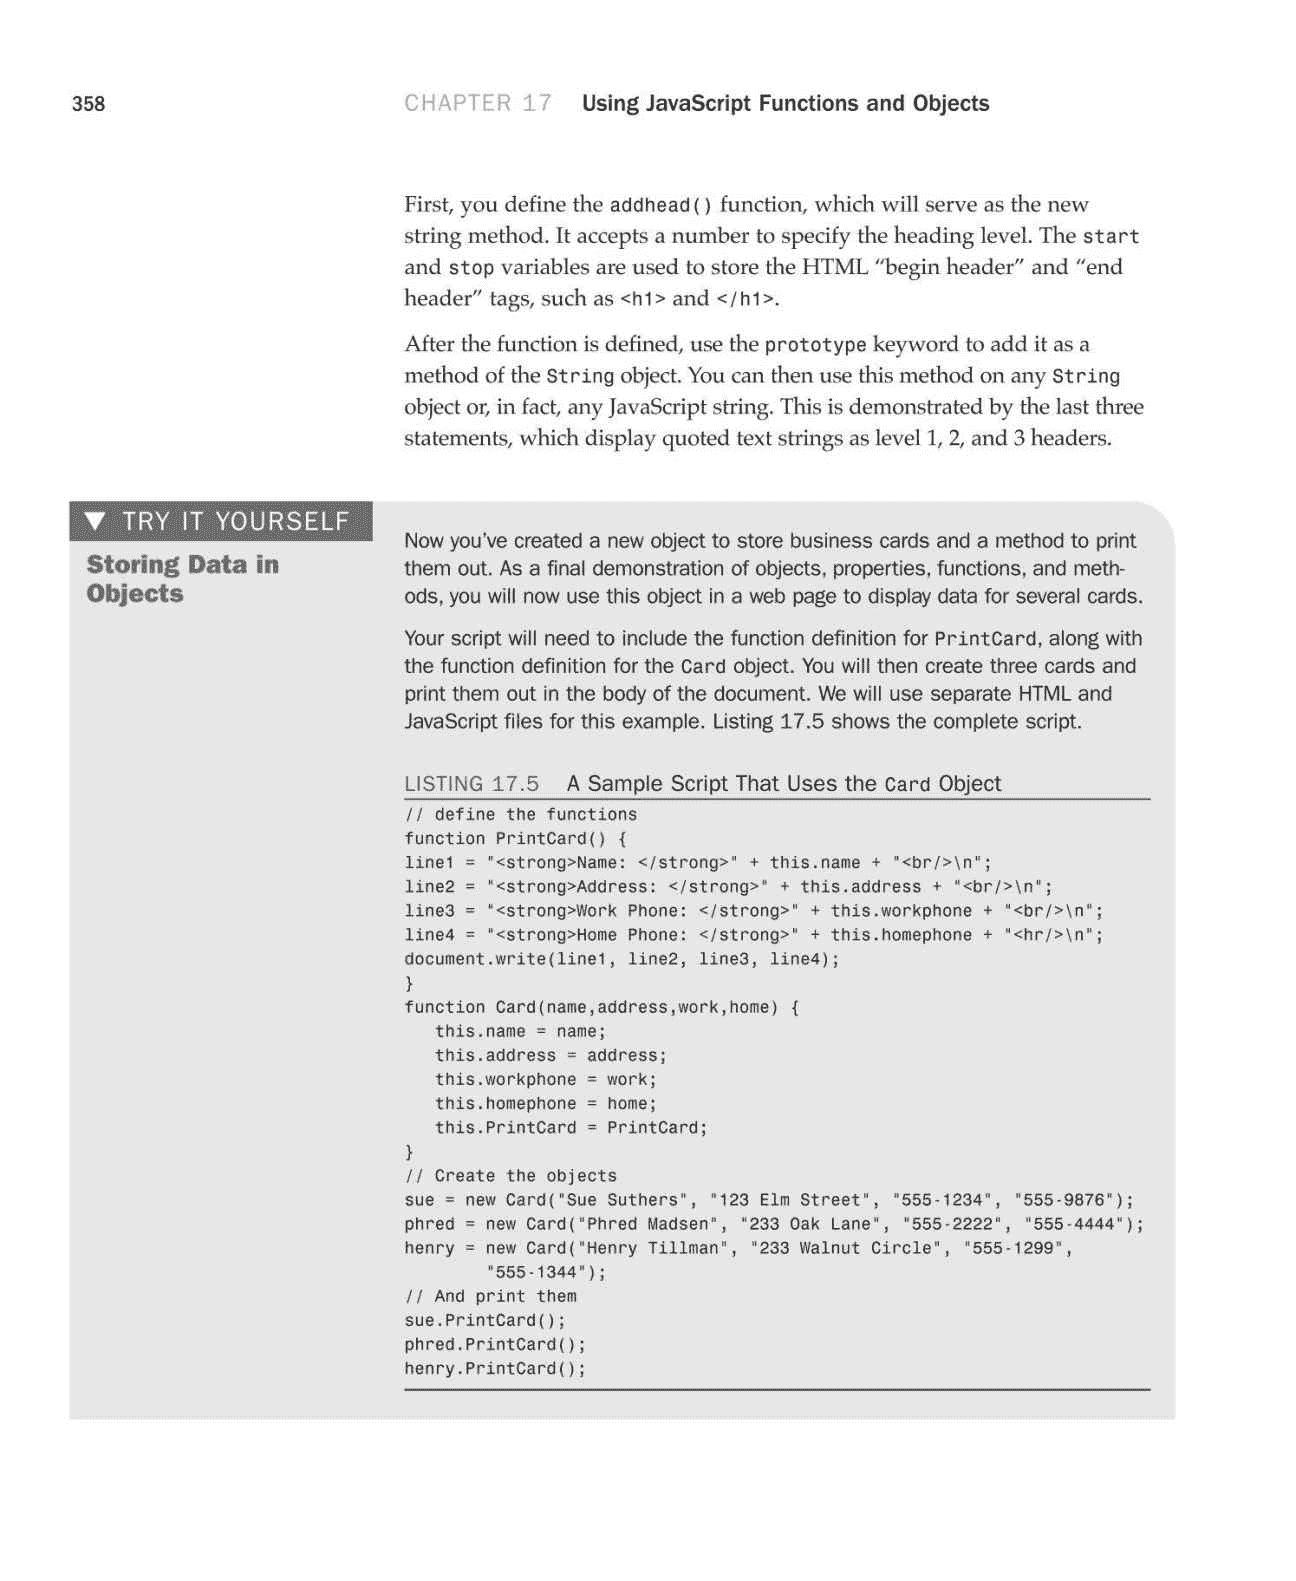 358
CHAPTER 17 Using JavaScript Functions and Objects
First, you define the addhead() function, which will serve as the new
string method. It accepts a number to specify the heading level. The start
and stop variables are used to store the HTML “begin header” and “end
header” tags, such as <h1> and </h1>.
After the function is defined, use the prototype keyword to add it as a
method of the String object. You can then use this method on any String
object or, in fact, any JavaScript string. This is demonstrated by the last three
statements, which display quoted text strings as level 1, 2, and 3 headers.
▼ TRY IT YOURSELF
Storing Data in
Objects
Now you've created a new object to store business cards and a method to print
them out. As a final demonstration of objects, properties, functions, and meth-
ods, you will now use this object in a web page to display data for several cards.
Your script will need to include the function definition for PrintCard, along with
the function definition for the Card object. You will then create three cards and
print them out in the body of the document. We will use separate HTML and
JavaScript files for this example. Listing 17.5 shows the complete script.
LISTING 17.5 A Sample Script That Uses the Card Object
// define the functions
function PrintCard() {
line1 = "<strong>Name: </strong>" + this.name + "<br/>\n";
line2 = "<strong>Address: </strong>" + this.address + "<br/>\n";
line3 = "<strong>Work Phone: </strong>" + this.workphone + "<br/>\n";
line4 = "<strong>Home Phone: </strong>" + this.homephone + "<hr/>\n";
document.write(line1, line2, line3, line4);
}
function Card(name,address,work,home) {
   this.name = name;
   this.address = address;
   this.workphone = work;
   this.homephone = home;
   this.PrintCard = PrintCard;
}
// Create the objects
sue = new Card("Sue Suthers", "123 Elm Street", "555-1234", "555-9876");
phred = new Card("Phred Madsen", "233 Oak Lane", "555-2222", "555-4444");
henry = new Card("Henry Tillman", "233 Walnut Circle", "555-1299",
        "555-1344");
// And print them
sue.PrintCard();
phred.PrintCard();
henry.PrintCard();